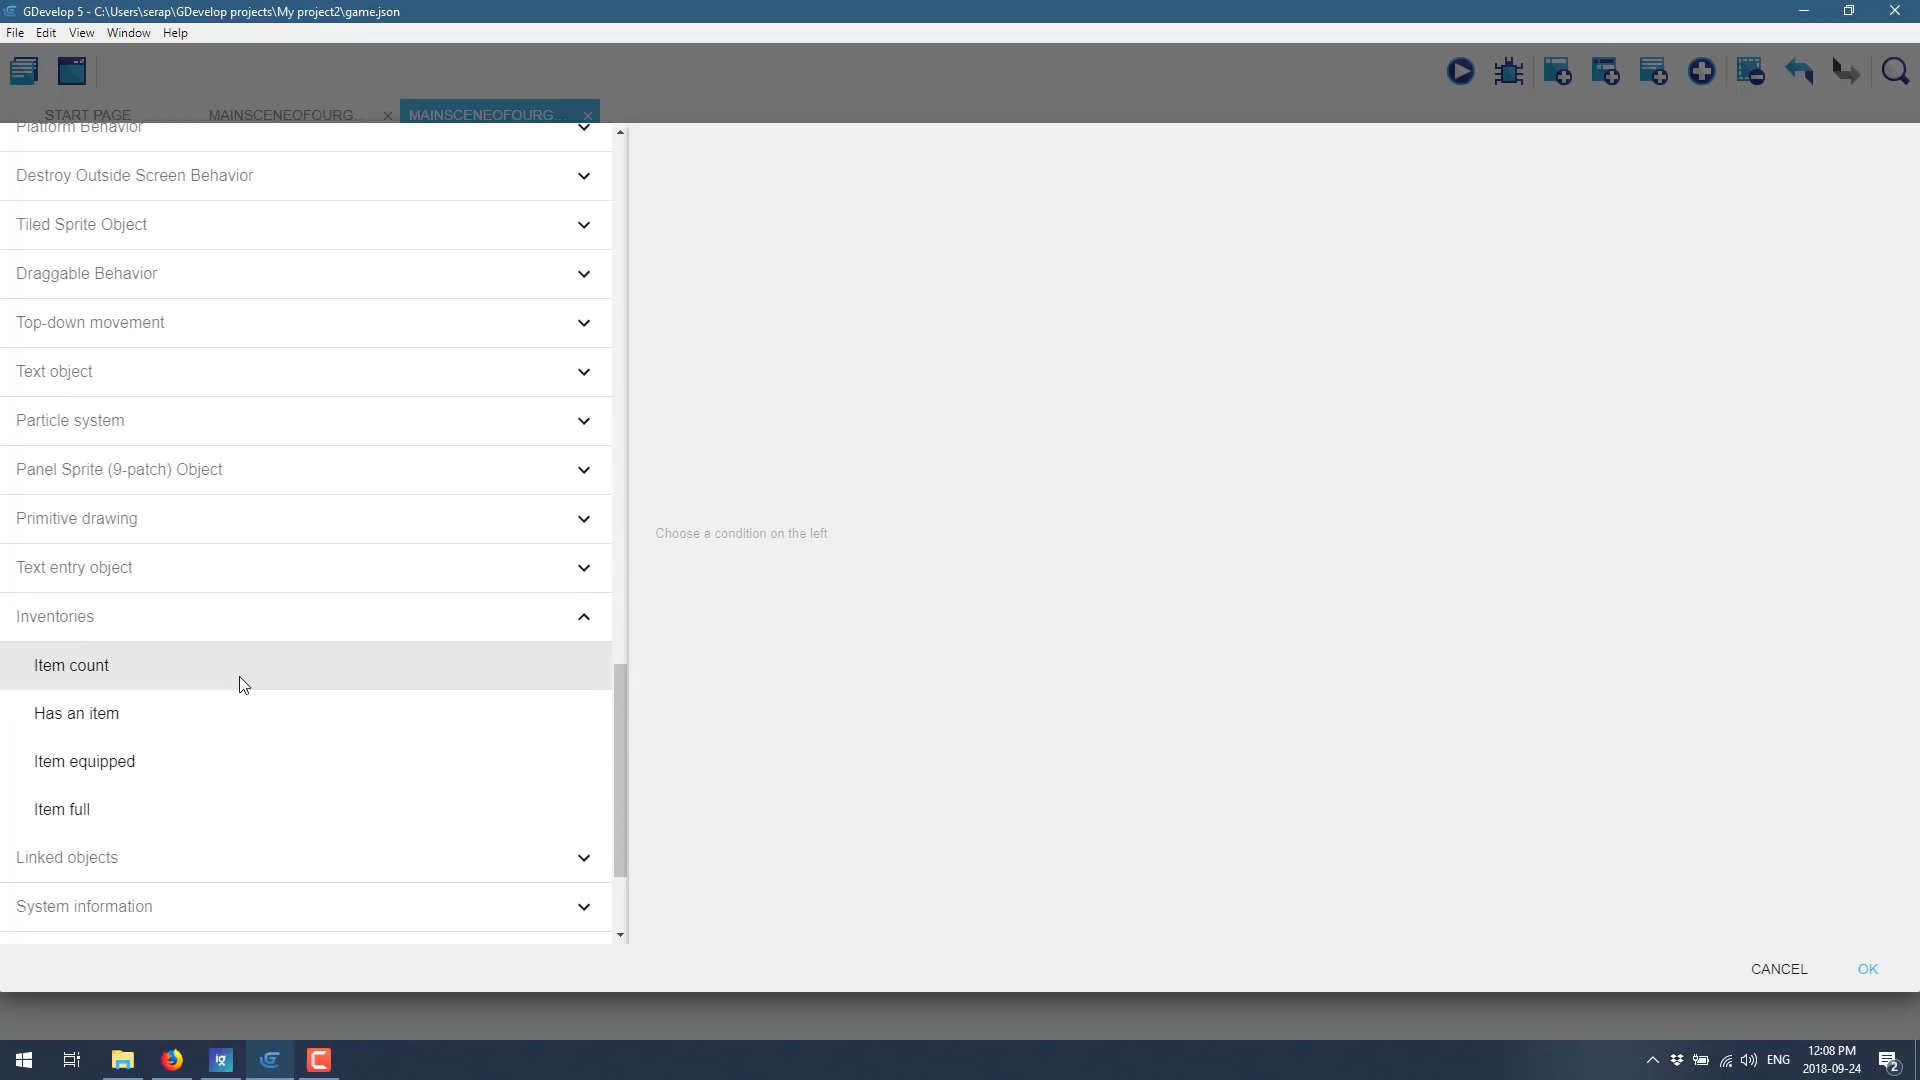 GDevelop 5 - C:\Users\serap\GDevelop projects\My project2\game.json
File Edit View Window Help
START PAGE MAINSCENEOFOURG... MAINSCENEOFOURG...
Platform Behavior
Destroy Outside Screen Behavior
Tiled Sprite Object
Draggable Behavior
Top-down movement
Text object
Particle system
Panel Sprite (9-patch) Object
Primitive drawing
Choose a condition on the left
Text entry object
Inventories
Item count
Has an item
Item equipped
Item full
Linked objects
System information
CANCEL OK
ENG
12:08 PM
2018-09-24
2